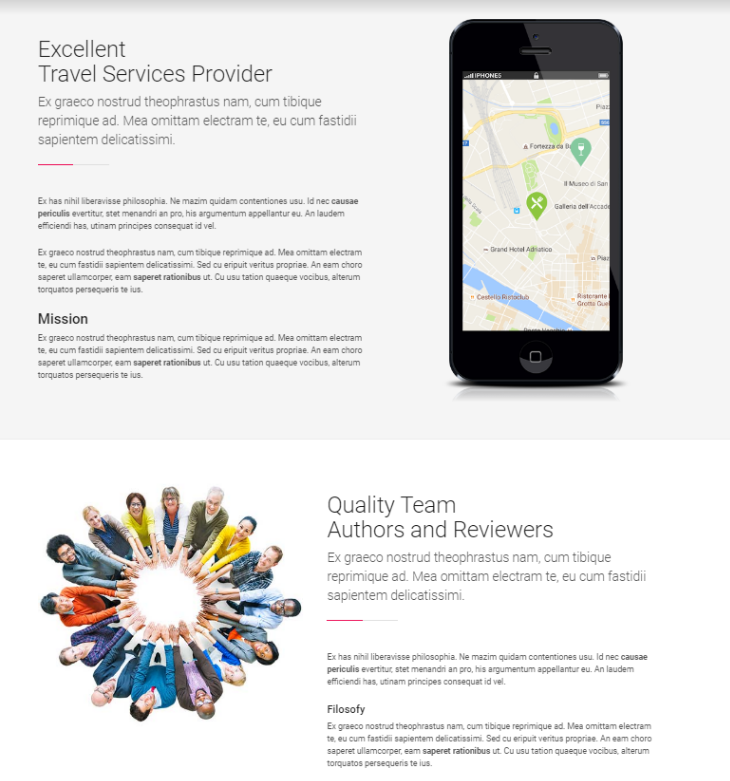 Excellent
Travel Services Provider
Ex graeco nostrud theophrastus nam, cum tibique
reprimique ad. Mea omittam electram te, eu cum fastidii
sapientem delicatissimi.
Ex has nihil liberavisse philosophia. Ne mazim quidam contentiones usu. Id nec causae
periculis evertitur, stet menandri an pro, his argumentum appellantur eu. An laudem
efficiendi has, utinam principes consequat id vel.
Ex graeco nostrud theophrastus nam, cum tibique reprimique ad. Mea omittam electram
te, eu cum fastidii sapientem delicatissimi. Sed cu eripuit veritus propriae. An eam choro
saperet ullamcorper, eam saperet rationibus ut. Cu usu tation quaeque vocibus, alterum
torquatos persequeris te ius.
Mission
Ex graeco nostrud theophrastus nam, cum tibique reprimique ad. Mea omittam electram
te, eu cum fastidii sapientem delicatissimi. Sed cu eripuit veritus propriae. An eam choro
saperet ullamcorper, eam saperet rationibus ut. Cu usu tation quaeque vocibus, alterum
torquatos persequeris te ius.
IPHONE5
Piaz
Fortezza da Ba
Il Museo di San
Galleria dell'Accade
Grand Hotel Adriatico
Piaz
Ristorante
Grotta Guel
Quality Team
Authors and Reviewers
Ex graeco nostrud theophrastus nam, cum tibique
reprimique ad. Mea omittam electram te, eu cum fastidii
sapientem delicatissimi.
Ex has nihil liberavisse philosophia. Ne mazim quidam contentiones usu. Id nec causae
periculis evertitur, stet menandri an pro, his argumentum appellantur eu. An laudem
efficiendi has, utinam principes consequat id vel.
Filosofy
Ex graeco nostrud theophrastus nam, cum tibique reprimique ad. Mea omittam electram
te, eu cum fastidii sapientem delicatissimi. Sed cu eripuit veritus propriae. An eam choro
saperet ullamcorper, eam saperet rationibus ut. Cu usu tation quaeque vocibus, alterum
torquatos persequeris te ius.